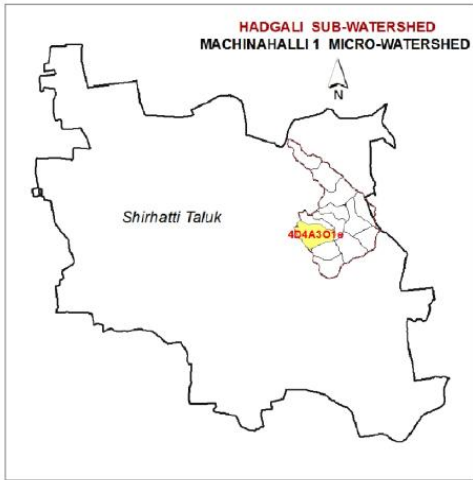 HADGALI SUB-WATERSHED
MACHINAHALLI 1 MICRO-WATERSHED
N
Shirhatti Taluk
4D4A3O1e